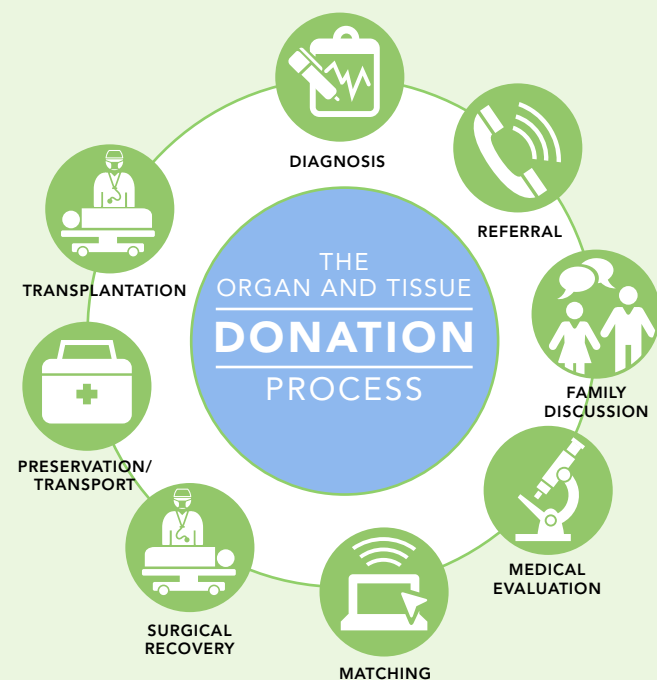 DIAGNOSIS
REFERRAL
FAMILY
DISCUSSION
MEDICAL
EVALUATION
MATCHING
SURGICAL
RECOVERY
PRESERVATION/
TRANSPORT
TRANSPLANTATION
THE
ORGAN AND TISSUE
DONATION
PROCESS